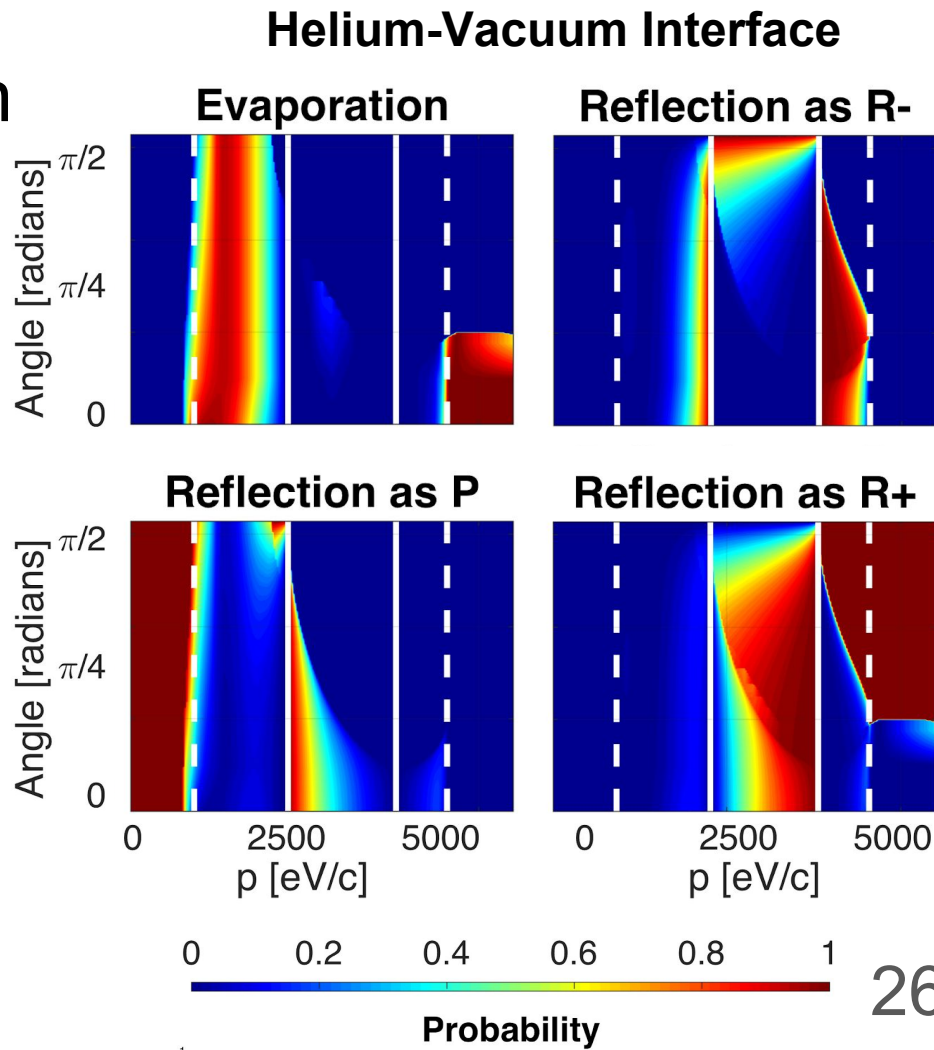 Helium-Vacuum Interface
n
Evaporation
Reflection as R-
Angle [radians]
π/2
π/4
0
Reflection as P
Reflection as R+
Angle [radians]
π/2
π/4
0
0 2500 5000
0 2500 5000
p [eV/c]
p [eV/c]
0 0.2 0.4 0.6 0.8 1
Probability
26